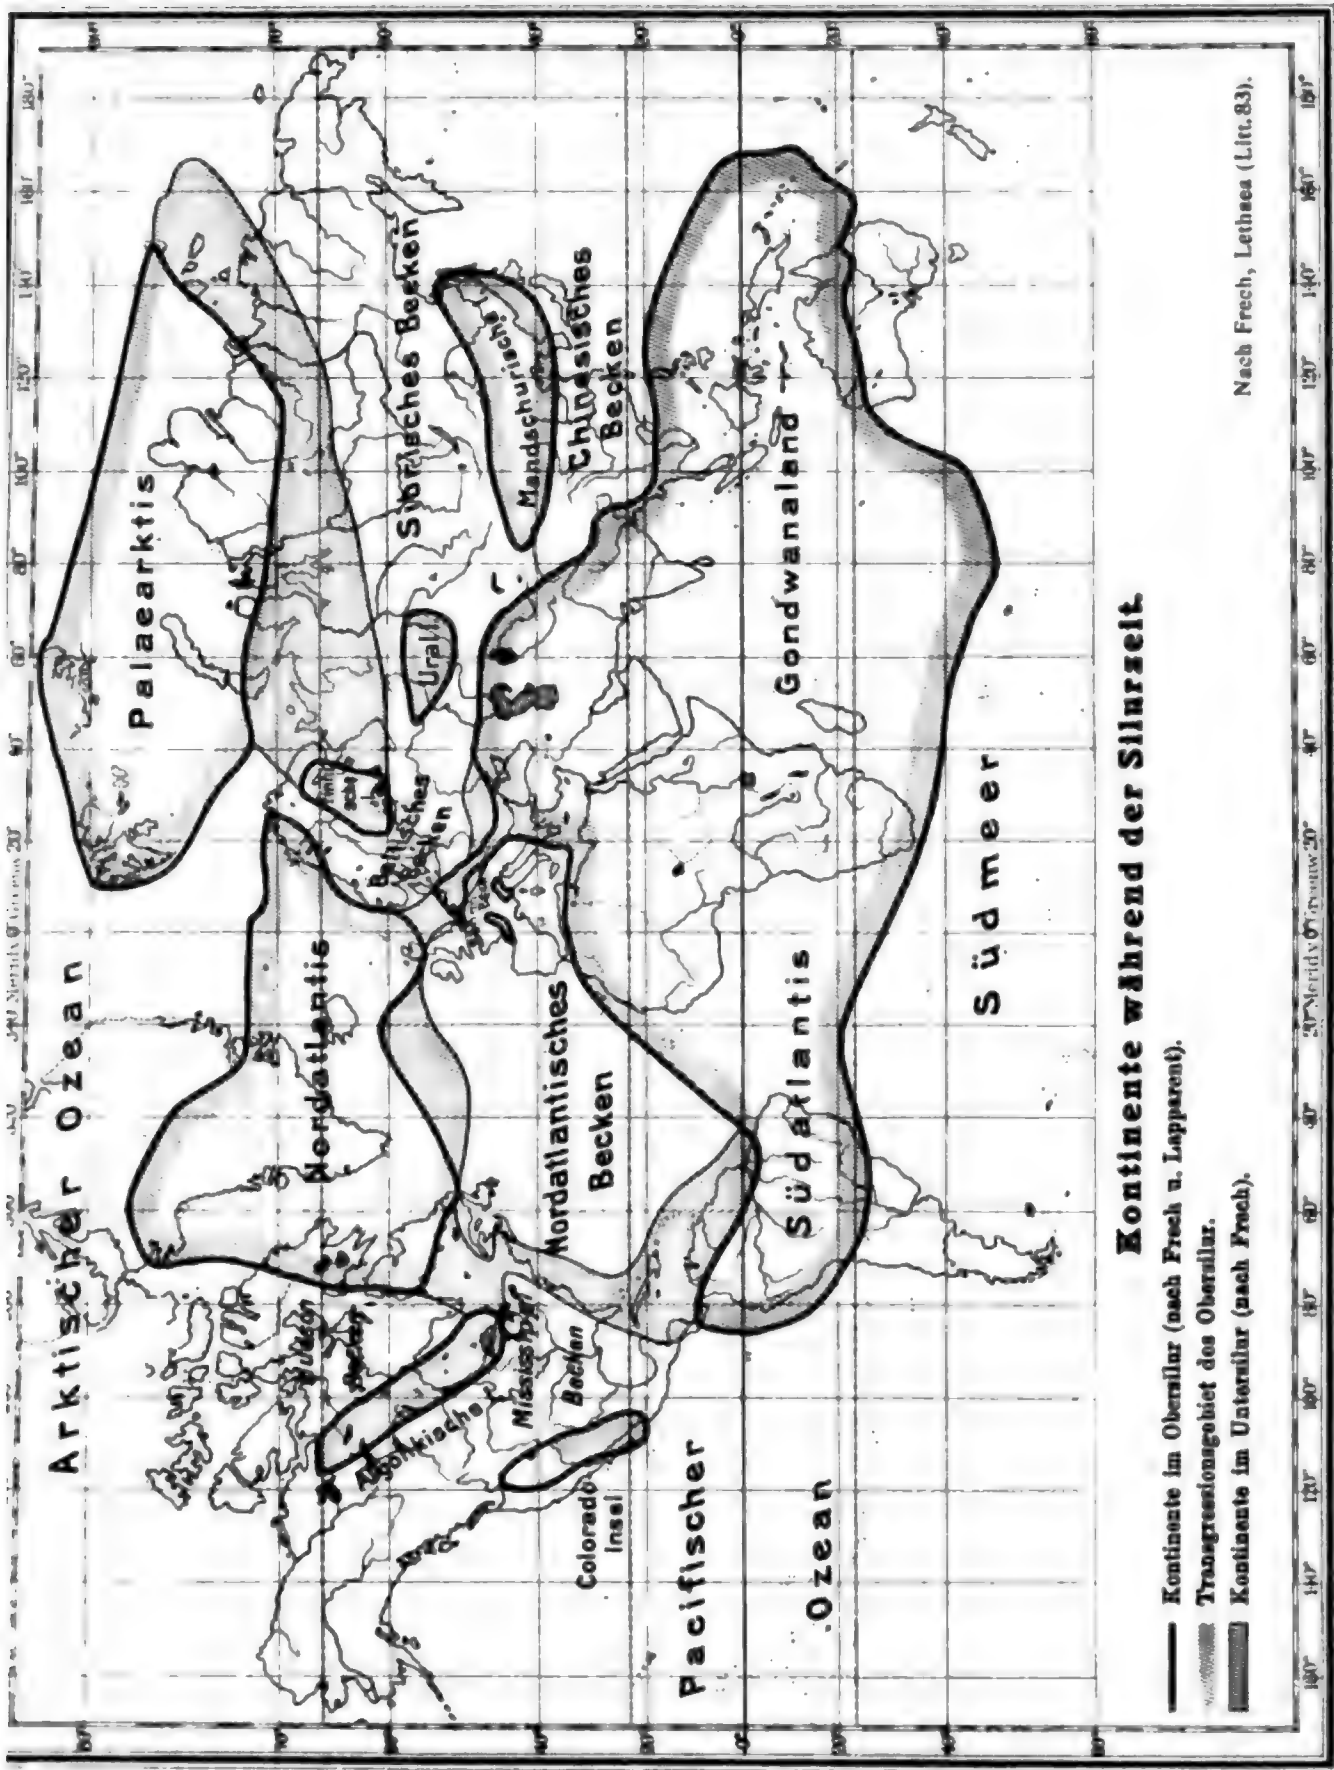 Arktischer Ozean
Palaearktis
Nordatlantis
Sibirisches Becken
Mandschurische
Chinesisches
Becken
Ural I.
Baltisches
Becken
Hudson
Becken
Algonkische
Mississippi
Becken
Colorado
Insel
Nordatlantisches
Becken
Pacifischer
Ozean
Südatlantis
Gondwanaland
Südmeer
Kontinente während der Silurzeit.
Kontinente im Obersilur (nach Frech u. Lapparent).
Transgressionsgebiet des Obersilur.
Kontinente im Untersilur (nach Frech).
Nach Frech, Lethaea (Litt. 83).